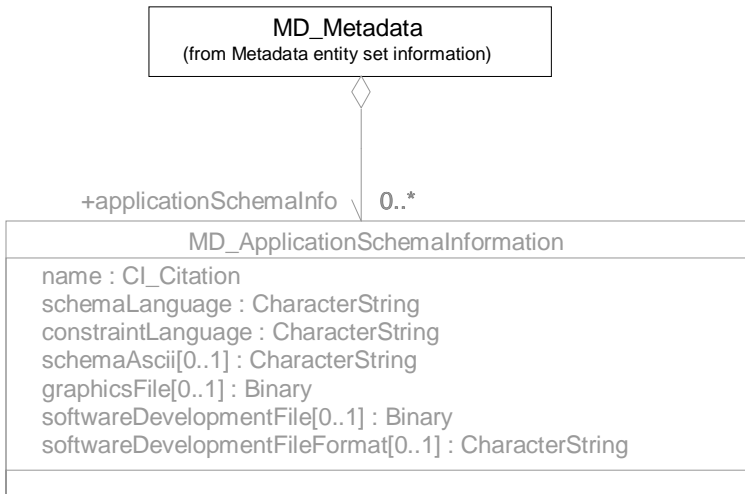 MD_Metadata
(from Metadata entity set information)
+applicationSchemaInfo 0..*
MD_ApplicationSchemaInformation
name : CI_Citation
schemaLanguage : CharacterString
constraintLanguage : CharacterString
schemaAscii[0..1] : CharacterString
graphicsFile[0..1] : Binary
softwareDevelopmentFile[0..1] : Binary
softwareDevelopmentFileFormat[0..1] : CharacterString